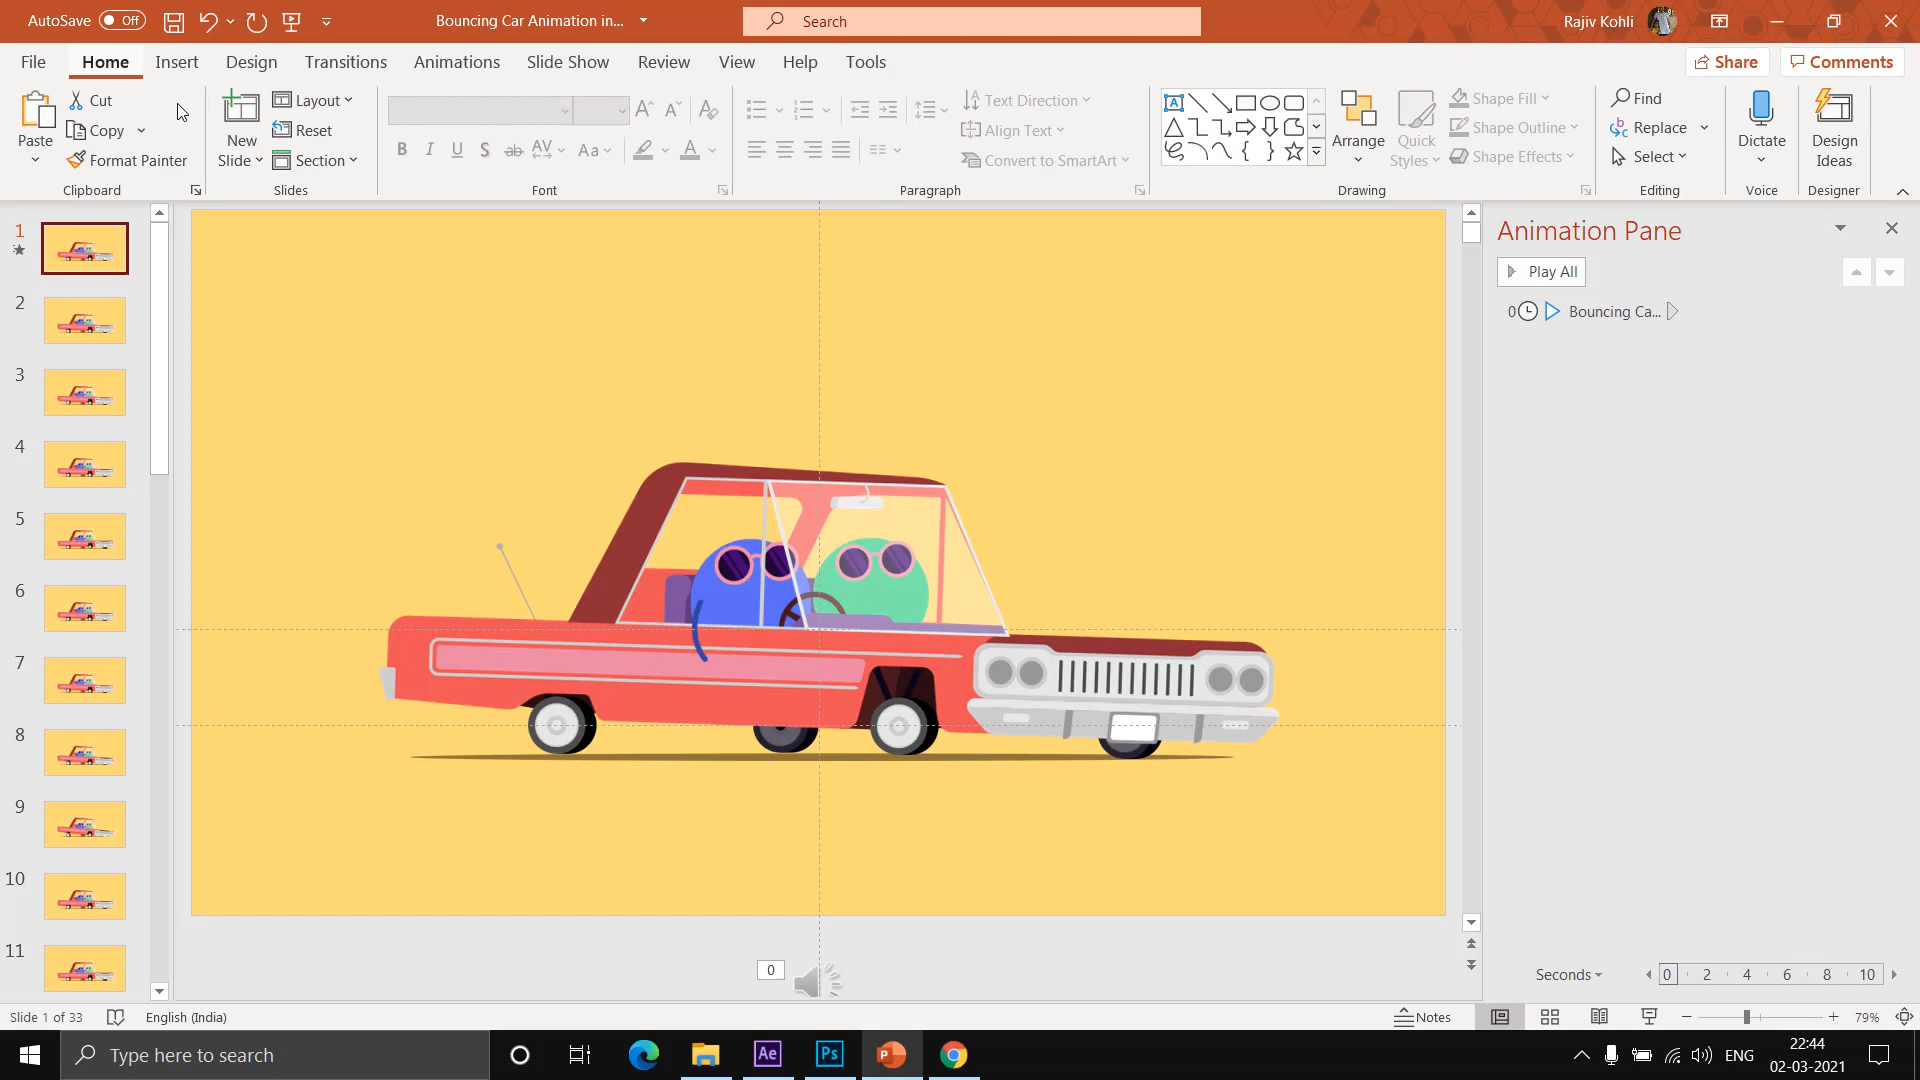 AutoSave Off
Bouncing Car Animation in...
Search
Rajiv Kohli
File Home Insert Design Transitions Animations Slide Show Review View Help Tools
Share Comments
Paste
Cut
Copy
Format Painter
Clipboard
New Slide
Layout
Reset
Section
Slides
B I U S ab AV Aa A
Font
Text Direction
Align Text
Convert to SmartArt
Paragraph
Arrange
Quick Styles
Shape Fill
Shape Outline
Shape Effects
Drawing
Find
Replace
Select
Editing
Dictate
Voice
Design Ideas
Designer
1
2
3
4
5
6
7
8
9
10
11
0
Animation Pane
Play All
0 Bouncing Ca...
Seconds 0 2 4 6 8 10
Slide 1 of 33 English (India) Notes 79%
Type here to search
Ae Ps P
ENG
22:44
02-03-2021